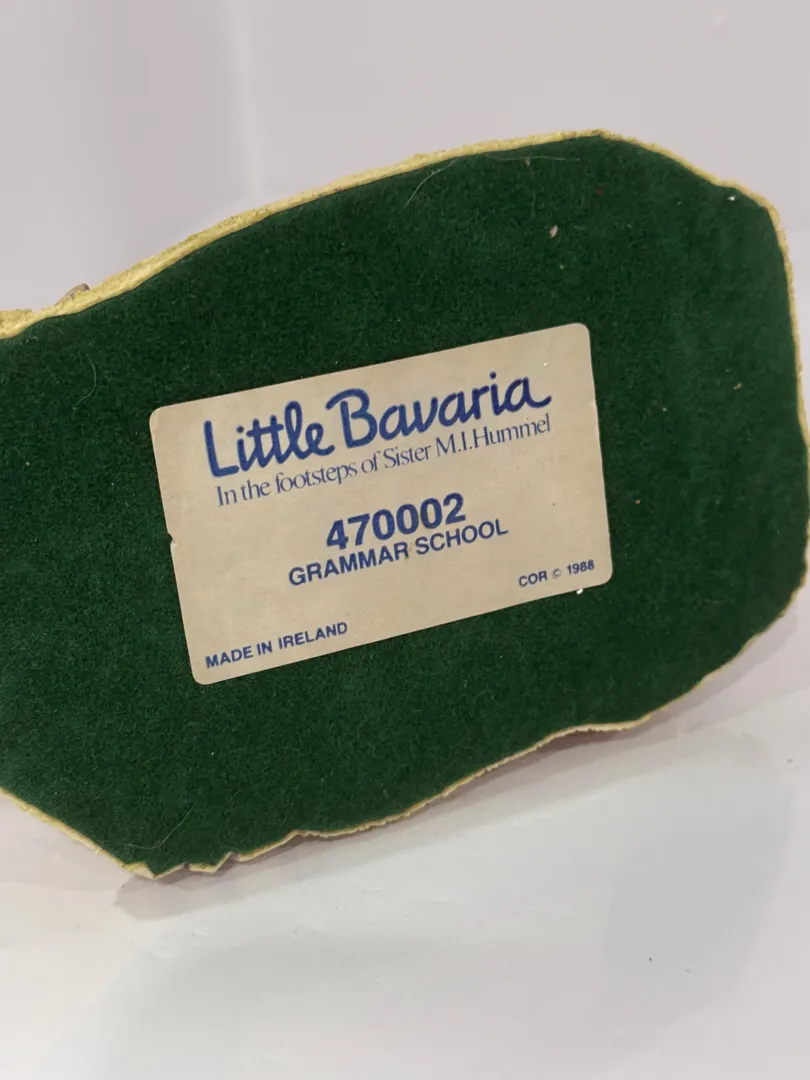 Little Bavaria
In the footsteps of Sister M.I.Hummel
470002
GRAMMAR SCHOOL
COR © 1988
MADE IN IRELAND